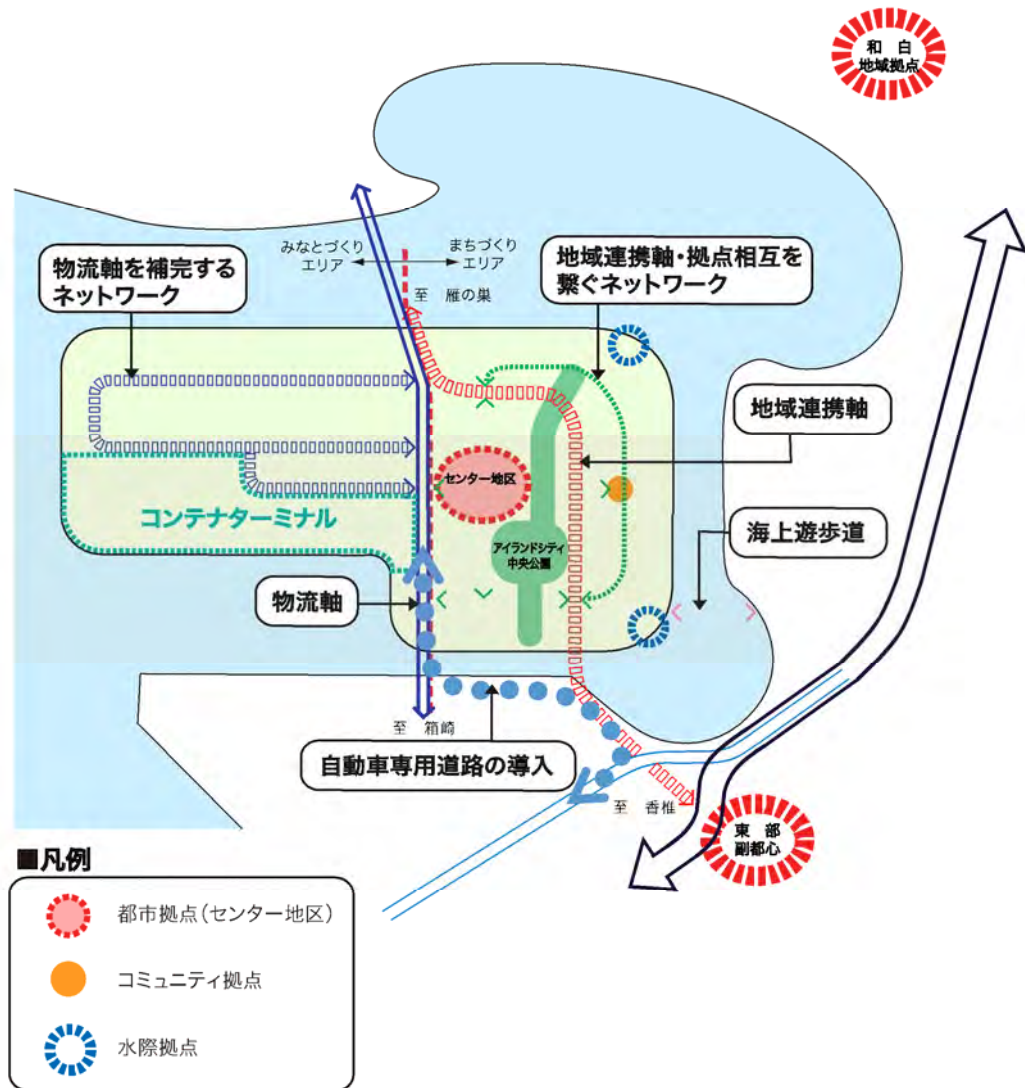 和 白
地域拠点
みなとづくり
エリア
まちづくり
エリア
物流軸を補完する
ネットワーク
地域連携軸・拠点相互を
繋ぐネットワーク
至 雁の巣
地域連携軸
センター地区
コンテナターミナル
アイランドシティ
中央公園
海上遊歩道
物流軸
至 箱崎
自動車専用道路の導入
至 香椎
東 部
副都心
■凡例
都市拠点(センター地区)
コミュニティ拠点
水際拠点